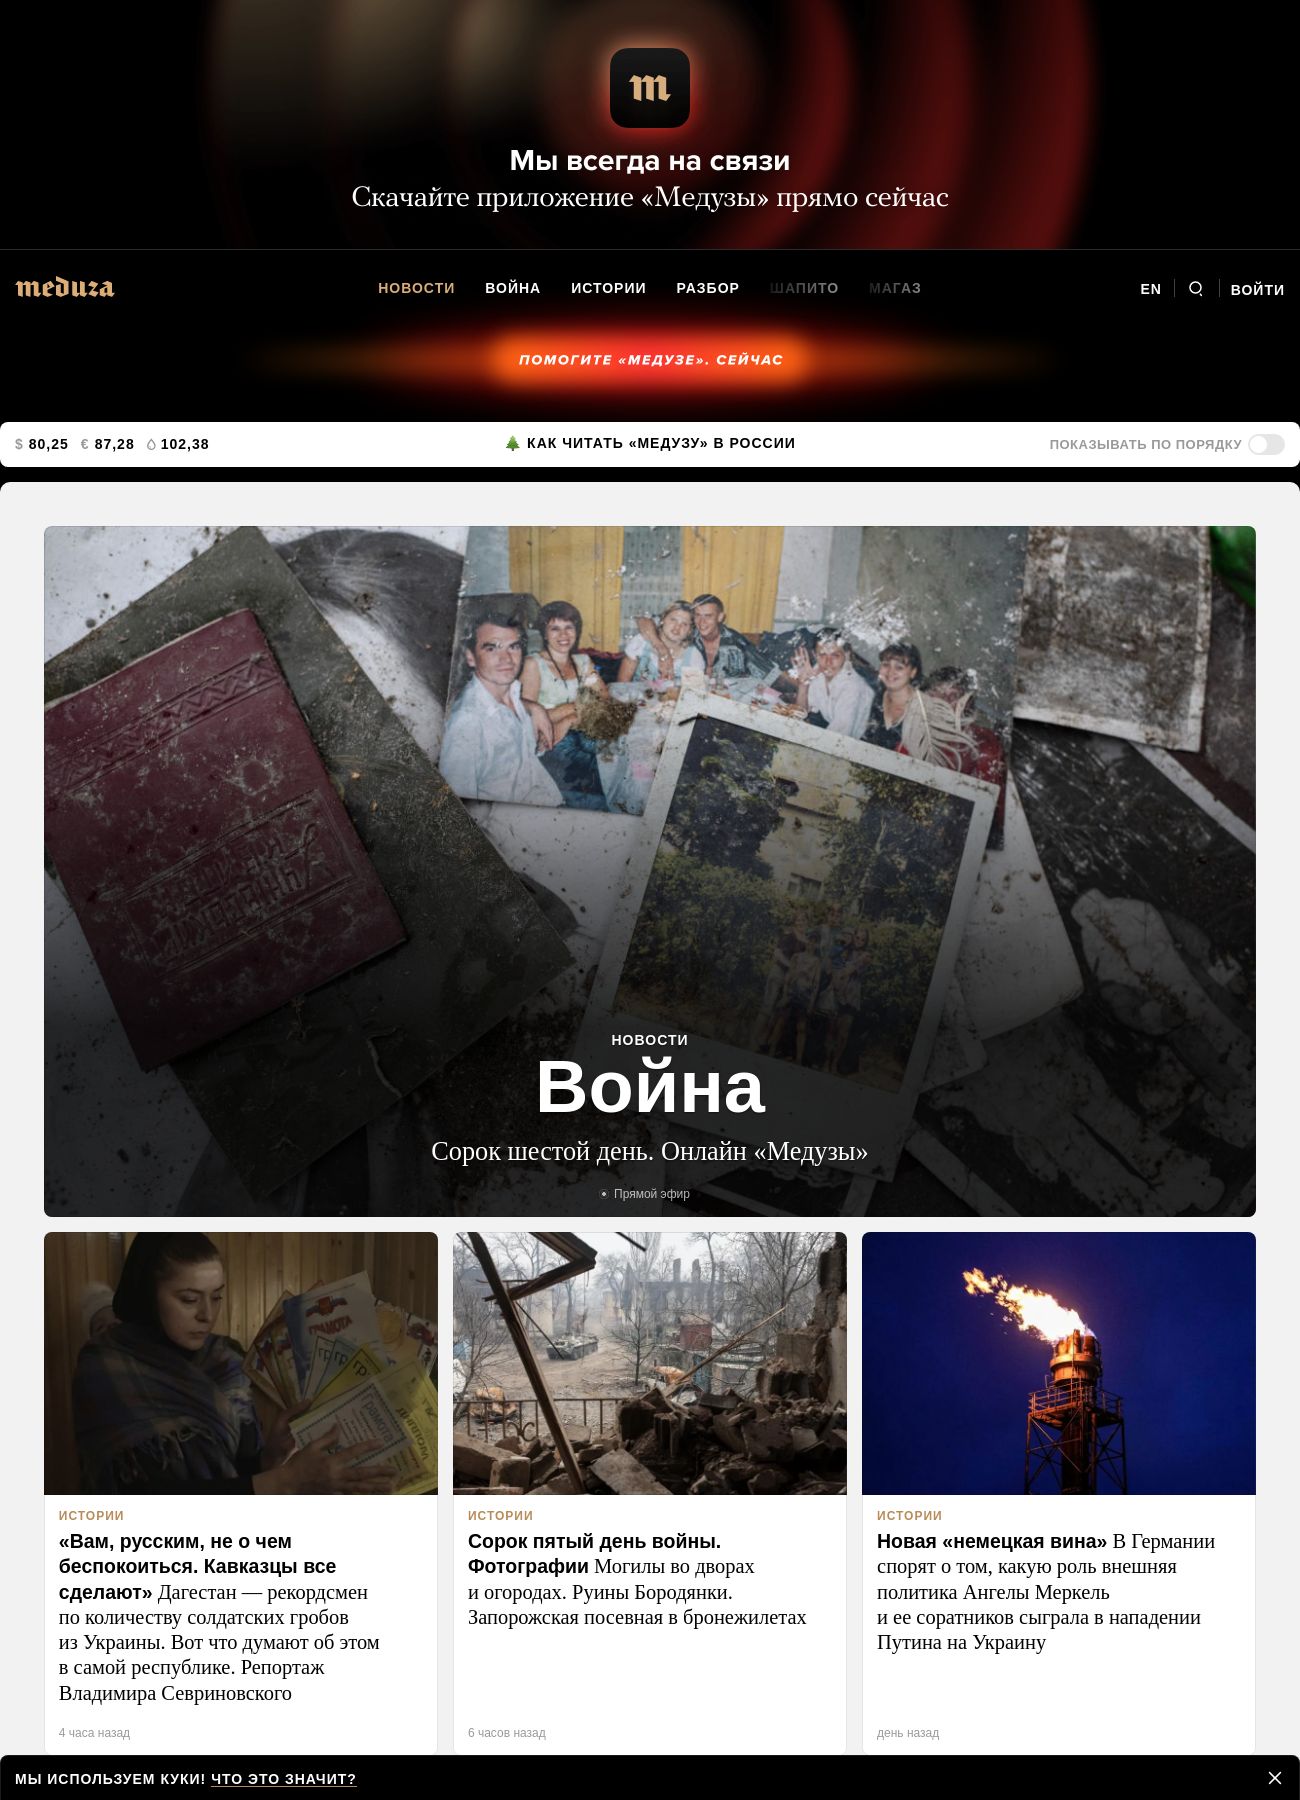 m
Мы всегда на связи
Скачайте приложение «Медузы» прямо сейчас
meduza
НОВОСТИ ВОЙНА ИСТОРИИ РАЗБОР ШАПИТО МАГАЗ
EN ВОЙТИ
ПОМОГИТЕ «МЕДУЗЕ». СЕЙЧАС
$ 80,25 € 87,28 102,38
КАК ЧИТАТЬ «МЕДУЗУ» В РОССИИ
ПОКАЗЫВАТЬ ПО ПОРЯДКУ
НОВОСТИ
Война
Сорок шестой день. Онлайн «Медузы»
Прямой эфир
ГРАМОТА
ИСТОРИИ
«Вам, русским, не о чем
беспокоиться. Кавказцы все
сделают» Дагестан — рекордсмен
по количеству солдатских гробов
из Украины. Вот что думают об этом
в самой республике. Репортаж
Владимира Севриновского
4 часа назад
ИСТОРИИ
Сорок пятый день войны.
Фотографии Могилы во дворах
и огородах. Руины Бородянки.
Запорожская посевная в бронежилетах
6 часов назад
ИСТОРИИ
Новая «немецкая вина» В Германии
спорят о том, какую роль внешняя
политика Ангелы Меркель
и ее соратников сыграла в нападении
Путина на Украину
день назад
МЫ ИСПОЛЬЗУЕМ КУКИ! ЧТО ЭТО ЗНАЧИТ?